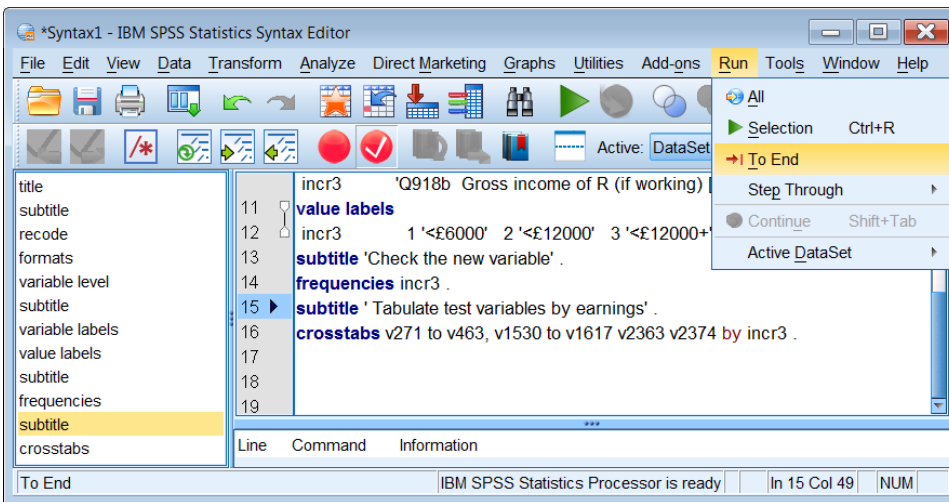 *Syntax1 - IBM SPSS Statistics Syntax Editor
File Edit View Data Transform Analyze Direct Marketing Graphs Utilities Add-ons Run Tools Window Help
All
Selection Ctrl+R
To End
Step Through
Continue Shift+Tab
Active DataSet
/*
Active: DataSet
title
subtitle
recode
formats
variable level
subtitle
variable labels
value labels
subtitle
frequencies
subtitle
crosstabs
incr3 'Q918b Gross income of R (if working) [
11 value labels
12 incr3 1 '<£6000' 2 '<£12000' 3 '<£12000+'
13 subtitle 'Check the new variable' .
14 frequencies incr3 .
15 subtitle ' Tabulate test variables by earnings' .
16 crosstabs v271 to v463, v1530 to v1617 v2363 v2374 by incr3 .
17
18
19
Line Command Information
To End IBM SPSS Statistics Processor is ready In 15 Col 49 NUM